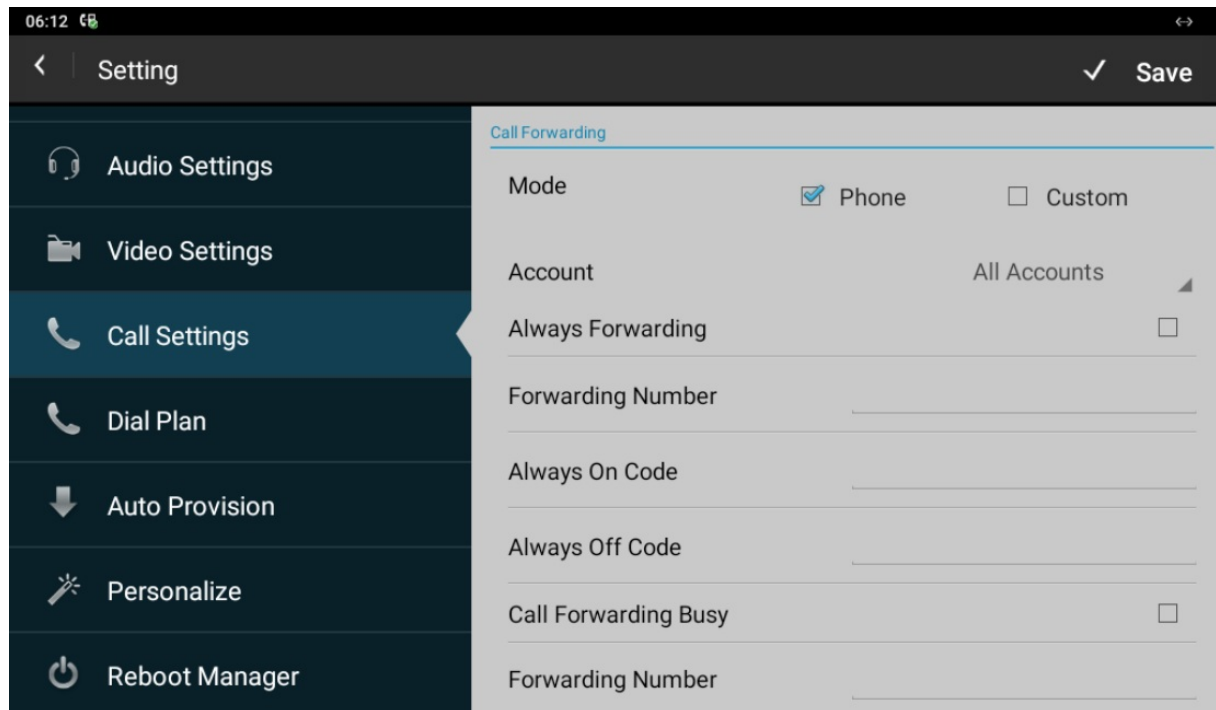 06:12
Setting
Save
Audio Settings
Video Settings
Call Settings
Dial Plan
Auto Provision
Personalize
Reboot Manager
Call Forwarding
Mode Phone Custom
Account All Accounts
Always Forwarding
Forwarding Number
Always On Code
Always Off Code
Call Forwarding Busy
Forwarding Number